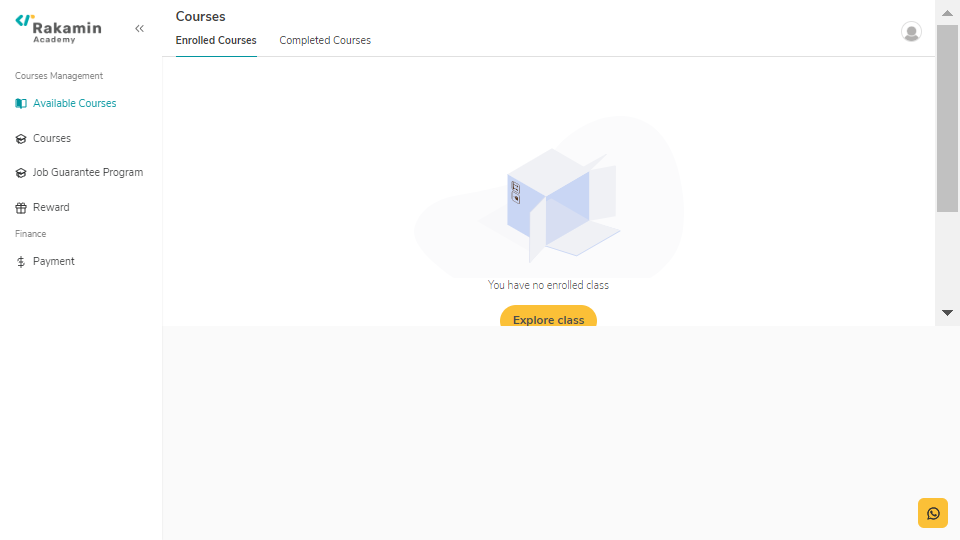 Rakamin
Academy
Courses Management
Available Courses
Courses
Job Guarantee Program
Reward
Finance
Payment
Courses
Enrolled Courses
Completed Courses
You have no enrolled class
Explore class